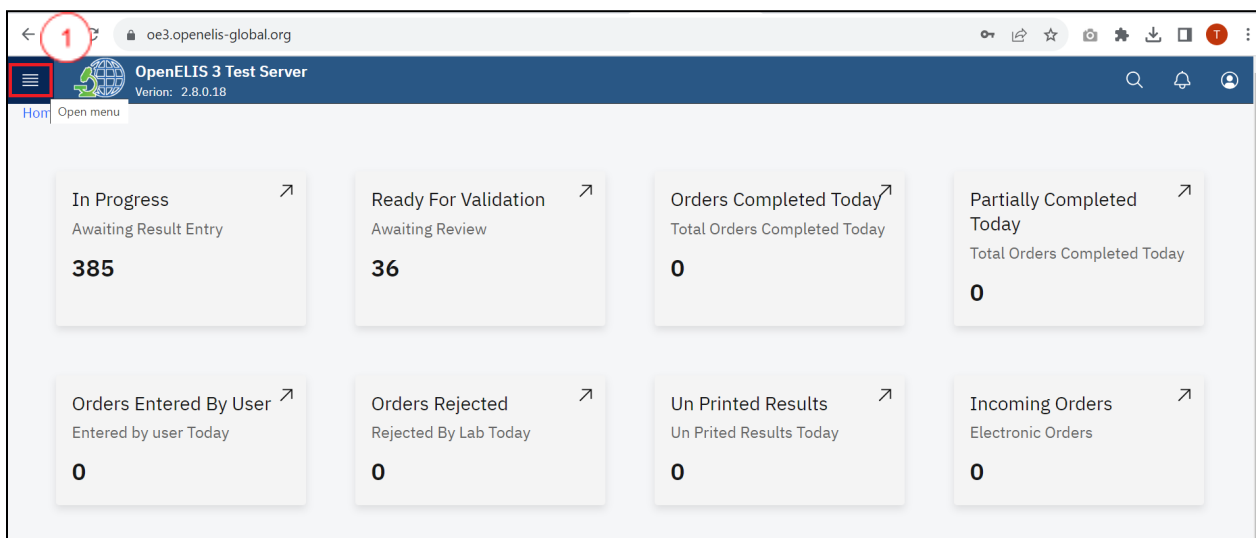 1
oe3.openelis-global.org
T
OpenELIS 3 Test Server
Verion: 2.8.0.18
Open menu
In Progress
Awaiting Result Entry
385
Ready For Validation
Awaiting Review
36
Orders Completed Today
Total Orders Completed Today
0
Partially Completed
Today
Total Orders Completed Today
0
Orders Entered By User
Entered by user Today
0
Orders Rejected
Rejected By Lab Today
0
Un Printed Results
Un Prited Results Today
0
Incoming Orders
Electronic Orders
0